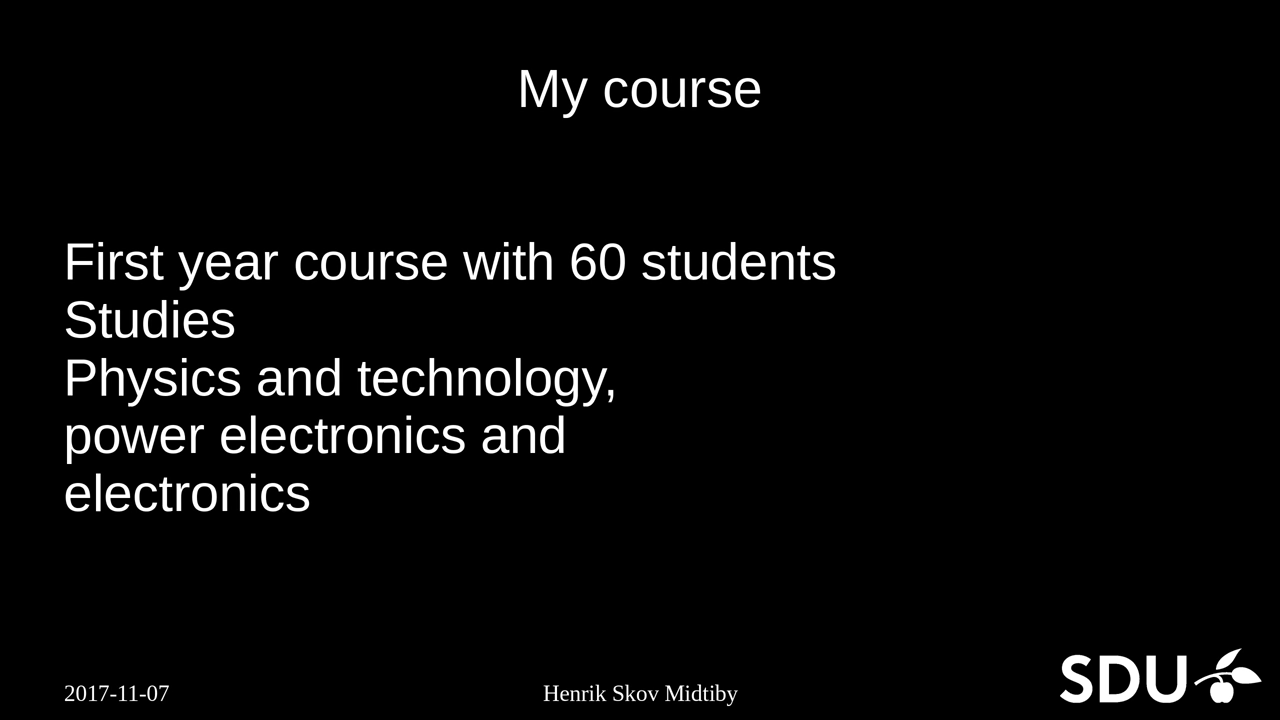 My course
First year course with 60 students
Studies
Physics and technology,
power electronics and
electronics
2017-11-07
Henrik Skov Midtiby
SDU